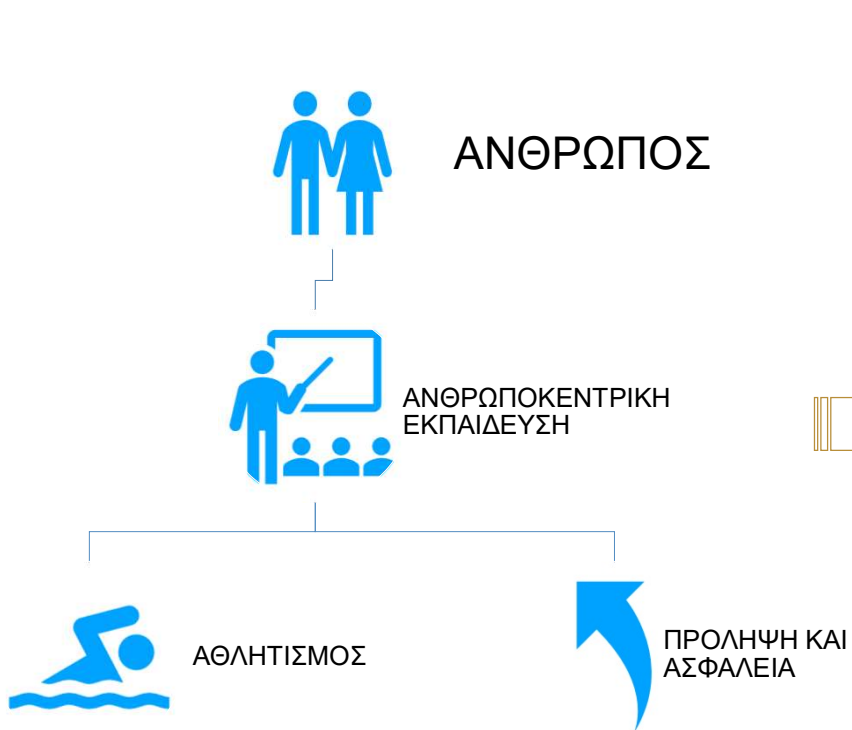 ΑΝΘΡΩΠΟΣ
ΑΝΘΡΩΠΟΚΕΝΤΡΙΚΗ
ΕΚΠΑΙΔΕΥΣΗ
ΑΘΛΗΤΙΣΜΟΣ
ΠΡΟΛΗΨΗ ΚΑΙ
ΑΣΦΑΛΕΙΑ